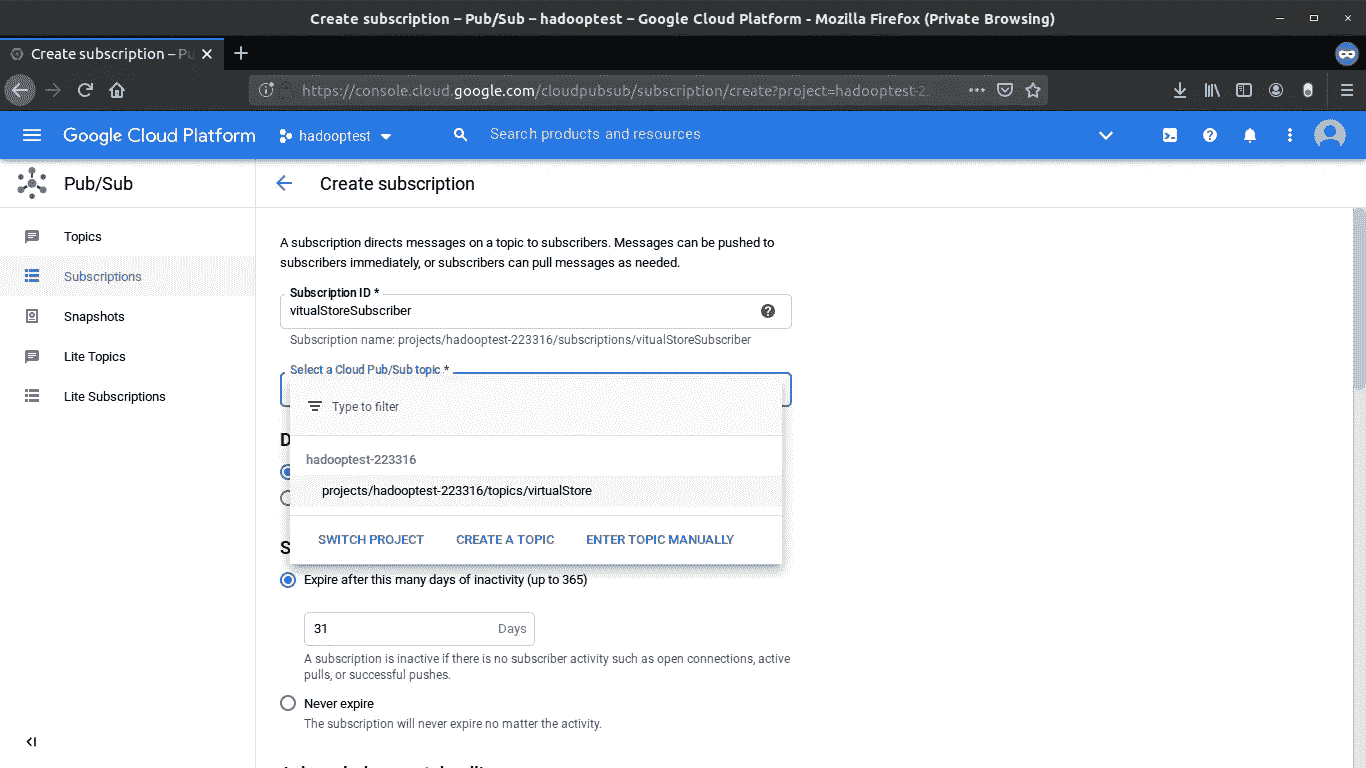 Create subscription – Pub/Sub – hadooptest – Google Cloud Platform - Mozilla Firefox (Private Browsing)
Create subscription – Pu
https://console.cloud.google.com/cloudpubsub/subscription/create?project=hadooptest-2
Google Cloud Platform
hadooptest
Search products and resources
Pub/Sub
Create subscription
Topics
Subscriptions
Snapshots
Lite Topics
Lite Subscriptions
A subscription directs messages on a topic to subscribers. Messages can be pushed to
subscribers immediately, or subscribers can pull messages as needed.
Subscription ID *
vitualStoreSubscriber
Subscription name: projects/hadooptest-223316/subscriptions/vitualStoreSubscriber
Select a Cloud Pub/Sub topic *
Type to filter
D
hadooptest-223316
projects/hadooptest-223316/topics/virtualStore
SWITCH PROJECT CREATE A TOPIC ENTER TOPIC MANUALLY
S
Expire after this many days of inactivity (up to 365)
31 Days
A subscription is inactive if there is no subscriber activity such as open connections, active
pulls, or successful pushes.
Never expire
The subscription will never expire no matter the activity.